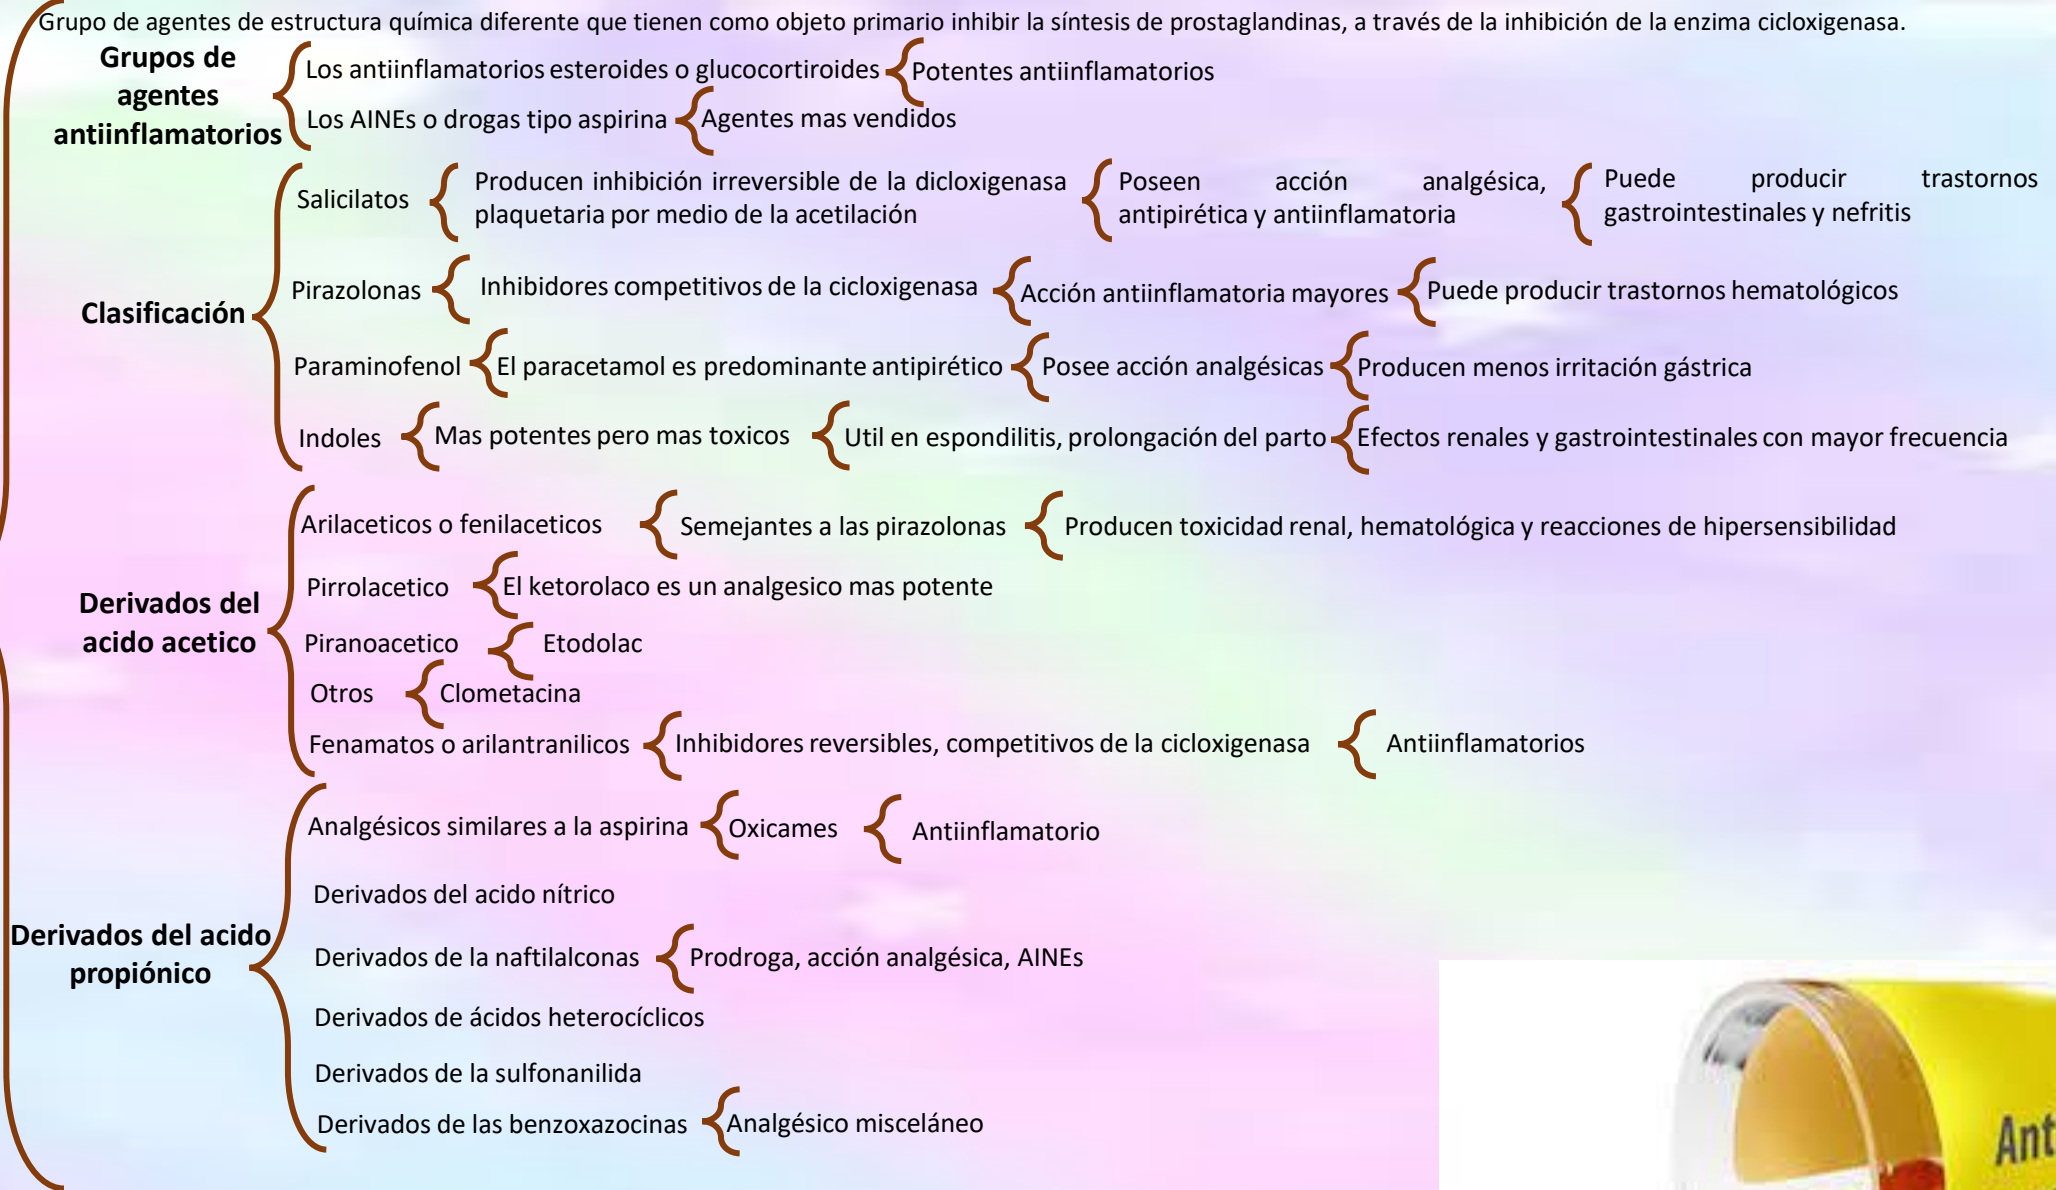 Grupo de agentes de estructura química diferente que tienen como objeto primario inhibir la síntesis de prostaglandinas, a través de la inhibición de la enzima cicloxigenasa.
Grupos de
agentes
antiinflamatorios
Los antiinflamatorios esteroides o glucocortiroides
Potentes antiinflamatorios
Los AINEs o drogas tipo aspirina
Agentes mas vendidos
Clasificación
Salicilatos
Producen inhibición irreversible de la dicloxigenasa
plaquetaria por medio de la acetilación
Poseen acción analgésica,
antipirética y antiinflamatoria
Puede producir trastornos
gastrointestinales y nefritis
Pirazolonas
Inhibidores competitivos de la cicloxigenasa
Acción antiinflamatoria mayores
Puede producir trastornos hematológicos
Paraminofenol
El paracetamol es predominante antipirético
Posee acción analgésicas
Producen menos irritación gástrica
Indoles
Mas potentes pero mas toxicos
Util en espondilitis, prolongación del parto
Efectos renales y gastrointestinales con mayor frecuencia
Derivados del
acido acetico
Arilaceticos o fenilaceticos
Semejantes a las pirazolonas
Producen toxicidad renal, hematológica y reacciones de hipersensibilidad
Pirrolacetico
El ketorolaco es un analgesico mas potente
Piranoacetico
Etodolac
Otros
Clometacina
Fenamatos o arilantranilicos
Inhibidores reversibles, competitivos de la cicloxigenasa
Antiinflamatorios
Derivados del acido
propiónico
Analgésicos similares a la aspirina
Oxicames
Antiinflamatorio
Derivados del acido nítrico
Derivados de la naftilalconas
Prodroga, acción analgésica, AINEs
Derivados de ácidos heterocíclicos
Derivados de la sulfonanilida
Derivados de las benzoxazocinas
Analgésico misceláneo
Ant